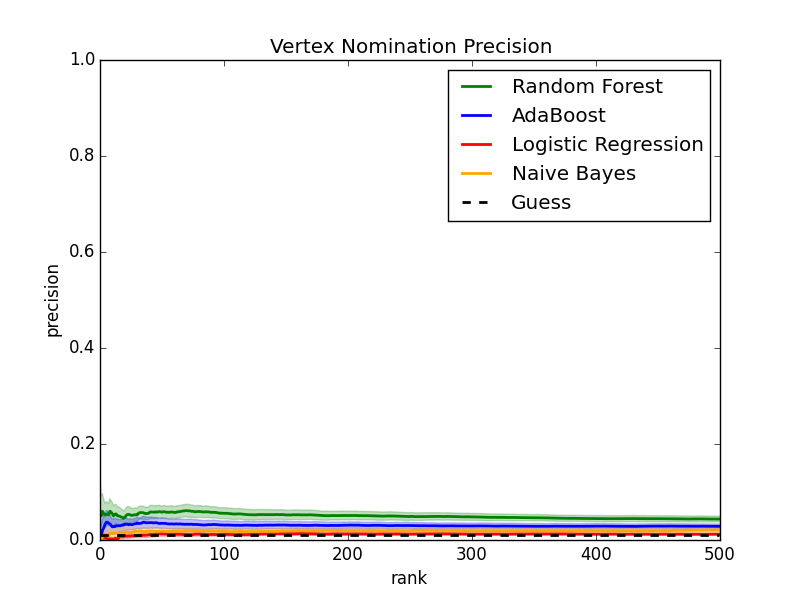 Vertex Nomination Precision
1.0
0.8
0.6
0.4
0.2
0.0
precision
Random Forest
AdaBoost
Logistic Regression
Naive Bayes
Guess
0 100 200 300 400 500
rank